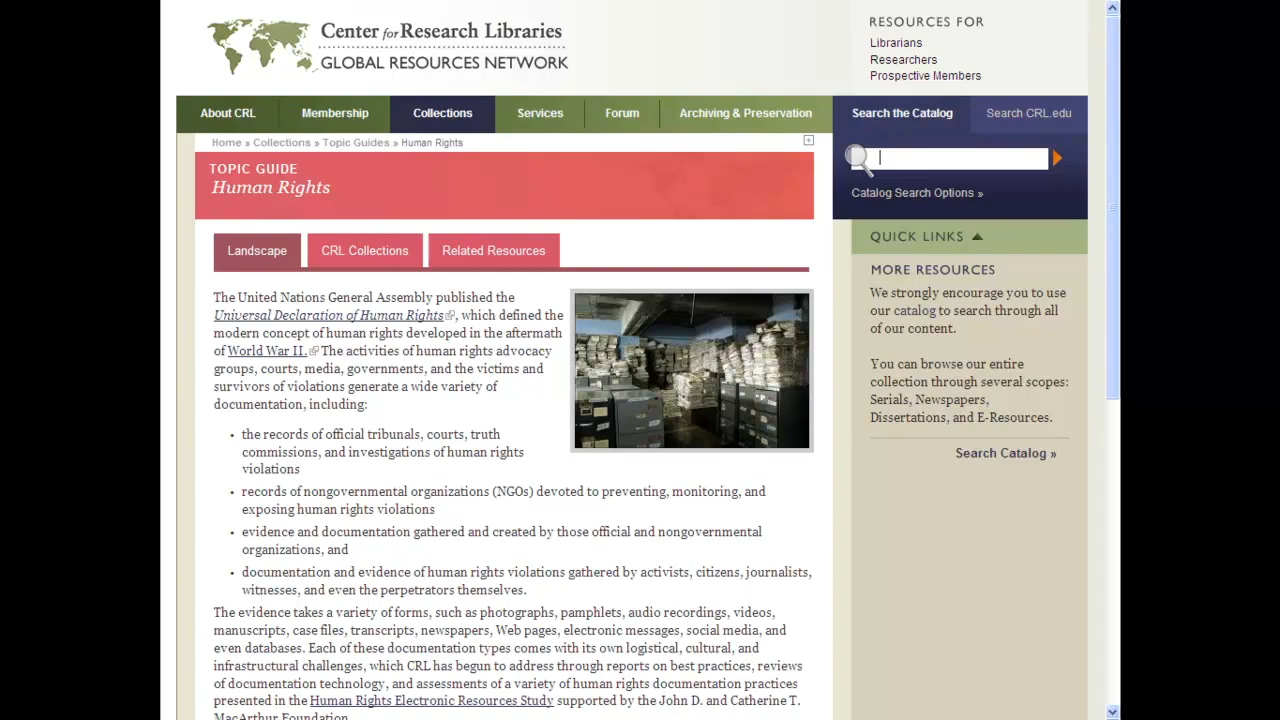 Center for Research Libraries
GLOBAL RESOURCES NETWORK
RESOURCES FOR
Librarians
Researchers
Prospective Members
About CRL
Membership
Collections
Services
Forum
Archiving & Preservation
Search the Catalog
Search CRL.edu
Home » Collections » Topic Guides » Human Rights
Catalog Search Options »
TOPIC GUIDE
Human Rights
Landscape
CRL Collections
Related Resources
The United Nations General Assembly published the
Universal Declaration of Human Rights, which defined the
modern concept of human rights developed in the aftermath
of World War II. The activities of human rights advocacy
groups, courts, media, governments, and the victims and
survivors of violations generate a wide variety of
documentation, including:
• the records of official tribunals, courts, truth
commissions, and investigations of human rights
violations
• records of nongovernmental organizations (NGOs) devoted to preventing, monitoring, and
exposing human rights violations
• evidence and documentation gathered and created by those official and nongovernmental
organizations, and
• documentation and evidence of human rights violations gathered by activists, citizens, journalists,
witnesses, and even the perpetrators themselves.
The evidence takes a variety of forms, such as photographs, pamphlets, audio recordings, videos,
manuscripts, case files, transcripts, newspapers, Web pages, electronic messages, social media, and
even databases. Each of these documentation types comes with its own logistical, cultural, and
infrastructural challenges, which CRL has begun to address through reports on best practices, reviews
of documentation technology, and assessments of a variety of human rights documentation practices
presented in the Human Rights Electronic Resources Study supported by the John D. and Catherine T.
MacArthur Foundation.
QUICK LINKS
MORE RESOURCES
We strongly encourage you to use
our catalog to search through all
of our content.
You can browse our entire
collection through several scopes:
Serials, Newspapers,
Dissertations, and E-Resources.
Search Catalog »